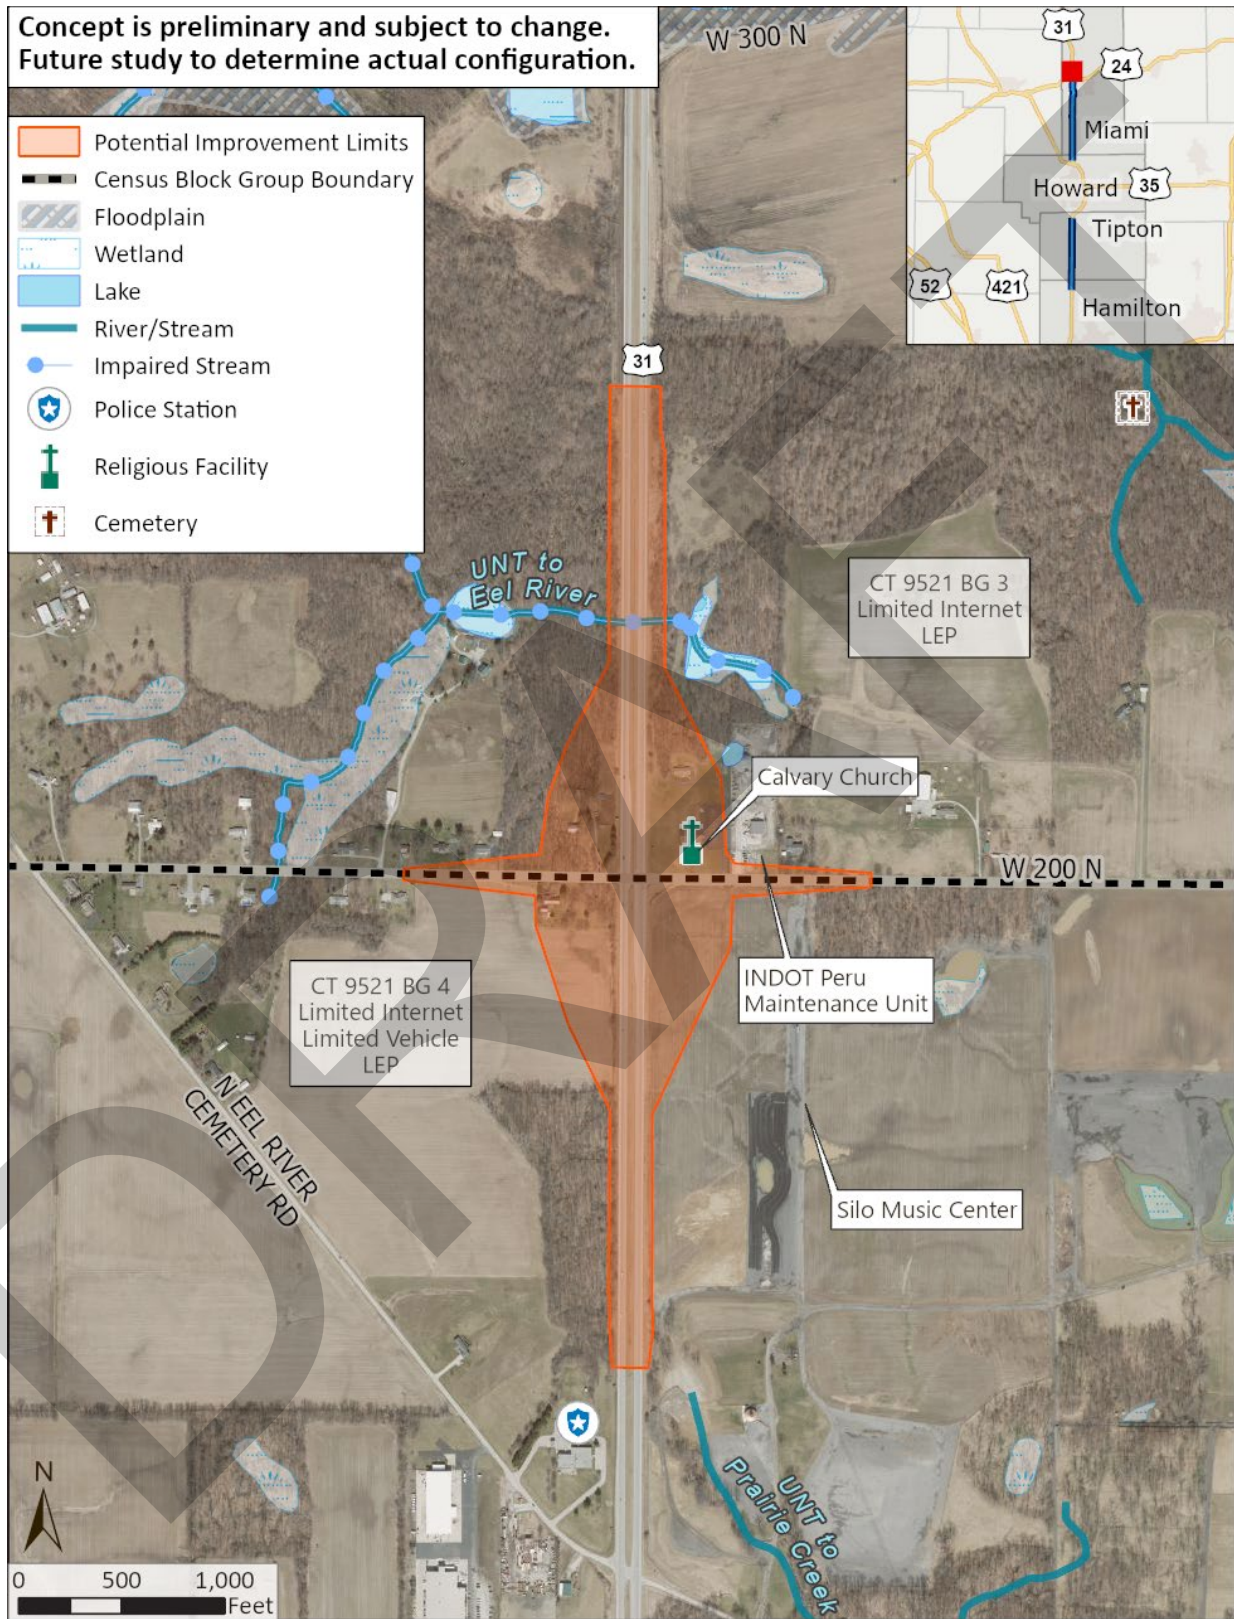 Concept is preliminary and subject to change.
Future study to determine actual configuration.
W 300 N
31
24
Miami
Howard
35
Tipton
52
421
Hamilton
Potential Improvement Limits
Census Block Group Boundary
Floodplain
Wetland
Lake
River/Stream
Impaired Stream
Police Station
Religious Facility
Cemetery
31
UNT to
Eel River
CT 9521 BG 3
Limited Internet
LEP
Calvary Church
W 200 N
INDOT Peru
Maintenance Unit
CT 9521 BG 4
Limited Internet
Limited Vehicle
LEP
N EEL RIVER
CEMETERY RD
Silo Music Center
UNT to
Prairie Creek
N
0 500 1,000
Feet
DRAFT